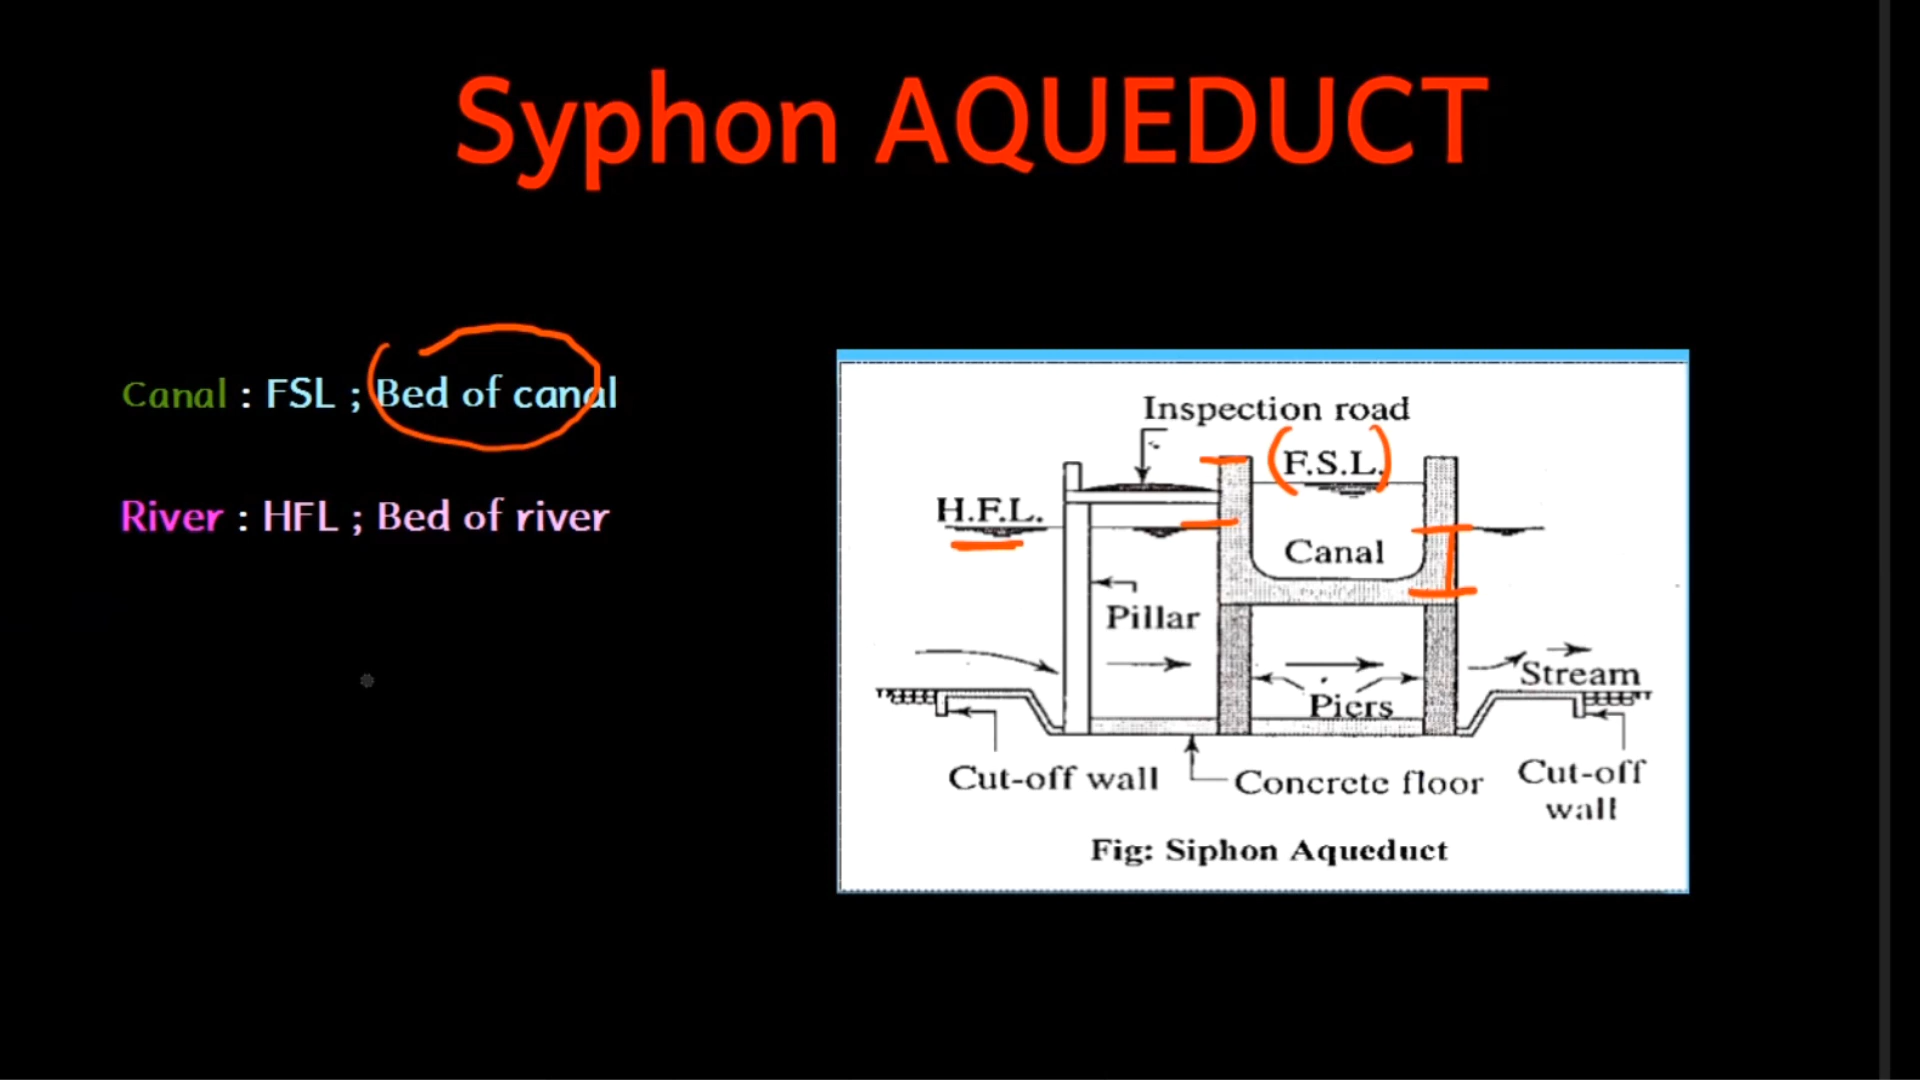 Syphon AQUEDUCT
Canal : FSL ; Bed of canal
River : HFL ; Bed of river
Inspection road
F.S.L.
H.F.L.
Canal
Pillar
Stream
Piers
Cut-off wall
Concrete floor
Cut-off
wall
Fig: Siphon Aqueduct